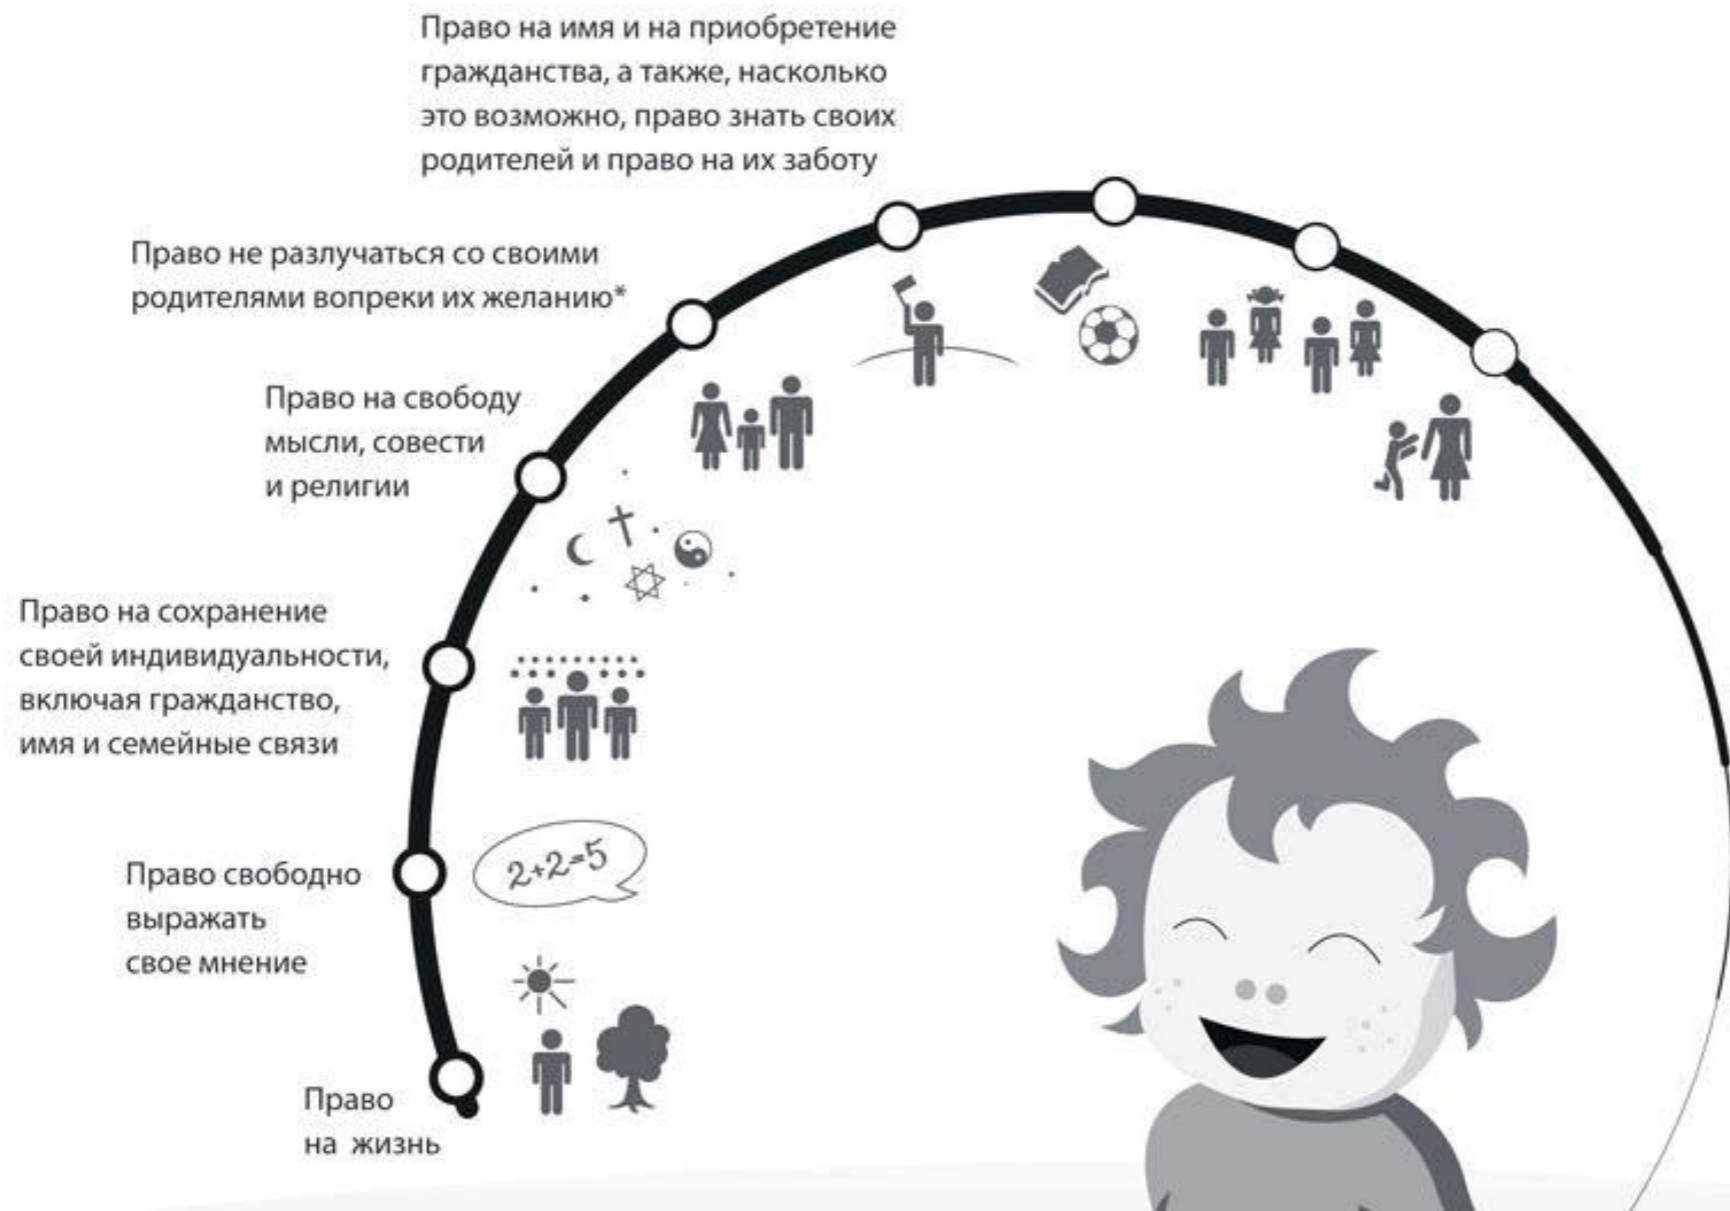 Право на имя и на приобретение
гражданства, а также, насколько
это возможно, право знать своих
родителей и право на их заботу
Право не разлучаться со своими
родителями вопреки их желанию*
Право на свободу
мысли, совести
и религии
Право на сохранение
своей индивидуальности,
включая гражданство,
имя и семейные связи
Право свободно
выражать
свое мнение
2+2=5
Право
на жизнь